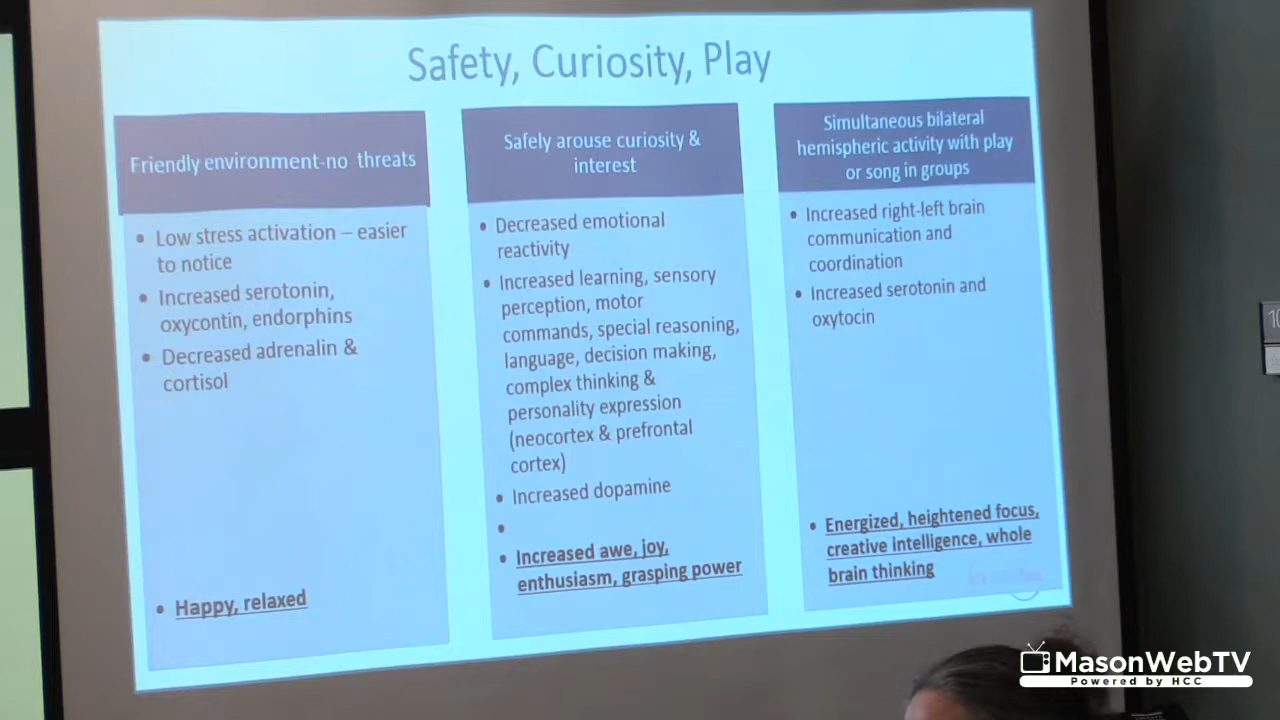 Safety, Curiosity, Play
Friendly environment-no threats
• Low stress activation – easier
to notice
• Increased serotonin,
oxycontin, endorphins
• Decreased adrenalin &
cortisol
• Happy, relaxed
Safely arouse curiosity &
interest
• Decreased emotional
reactivity
• Increased learning, sensory
perception, motor
commands, special reasoning,
language, decision making,
complex thinking &
personality expression
(neocortex & prefrontal
cortex)
• Increased dopamine
•
• Increased awe, joy,
enthusiasm, grasping power
Simultaneous bilateral
hemispheric activity with play
or song in groups
• Increased right-left brain
communication and
coordination
• Increased serotonin and
oxytocin
• Energized, heightened focus,
creative intelligence, whole
brain thinking
MasonWebTV
Powered by HCC